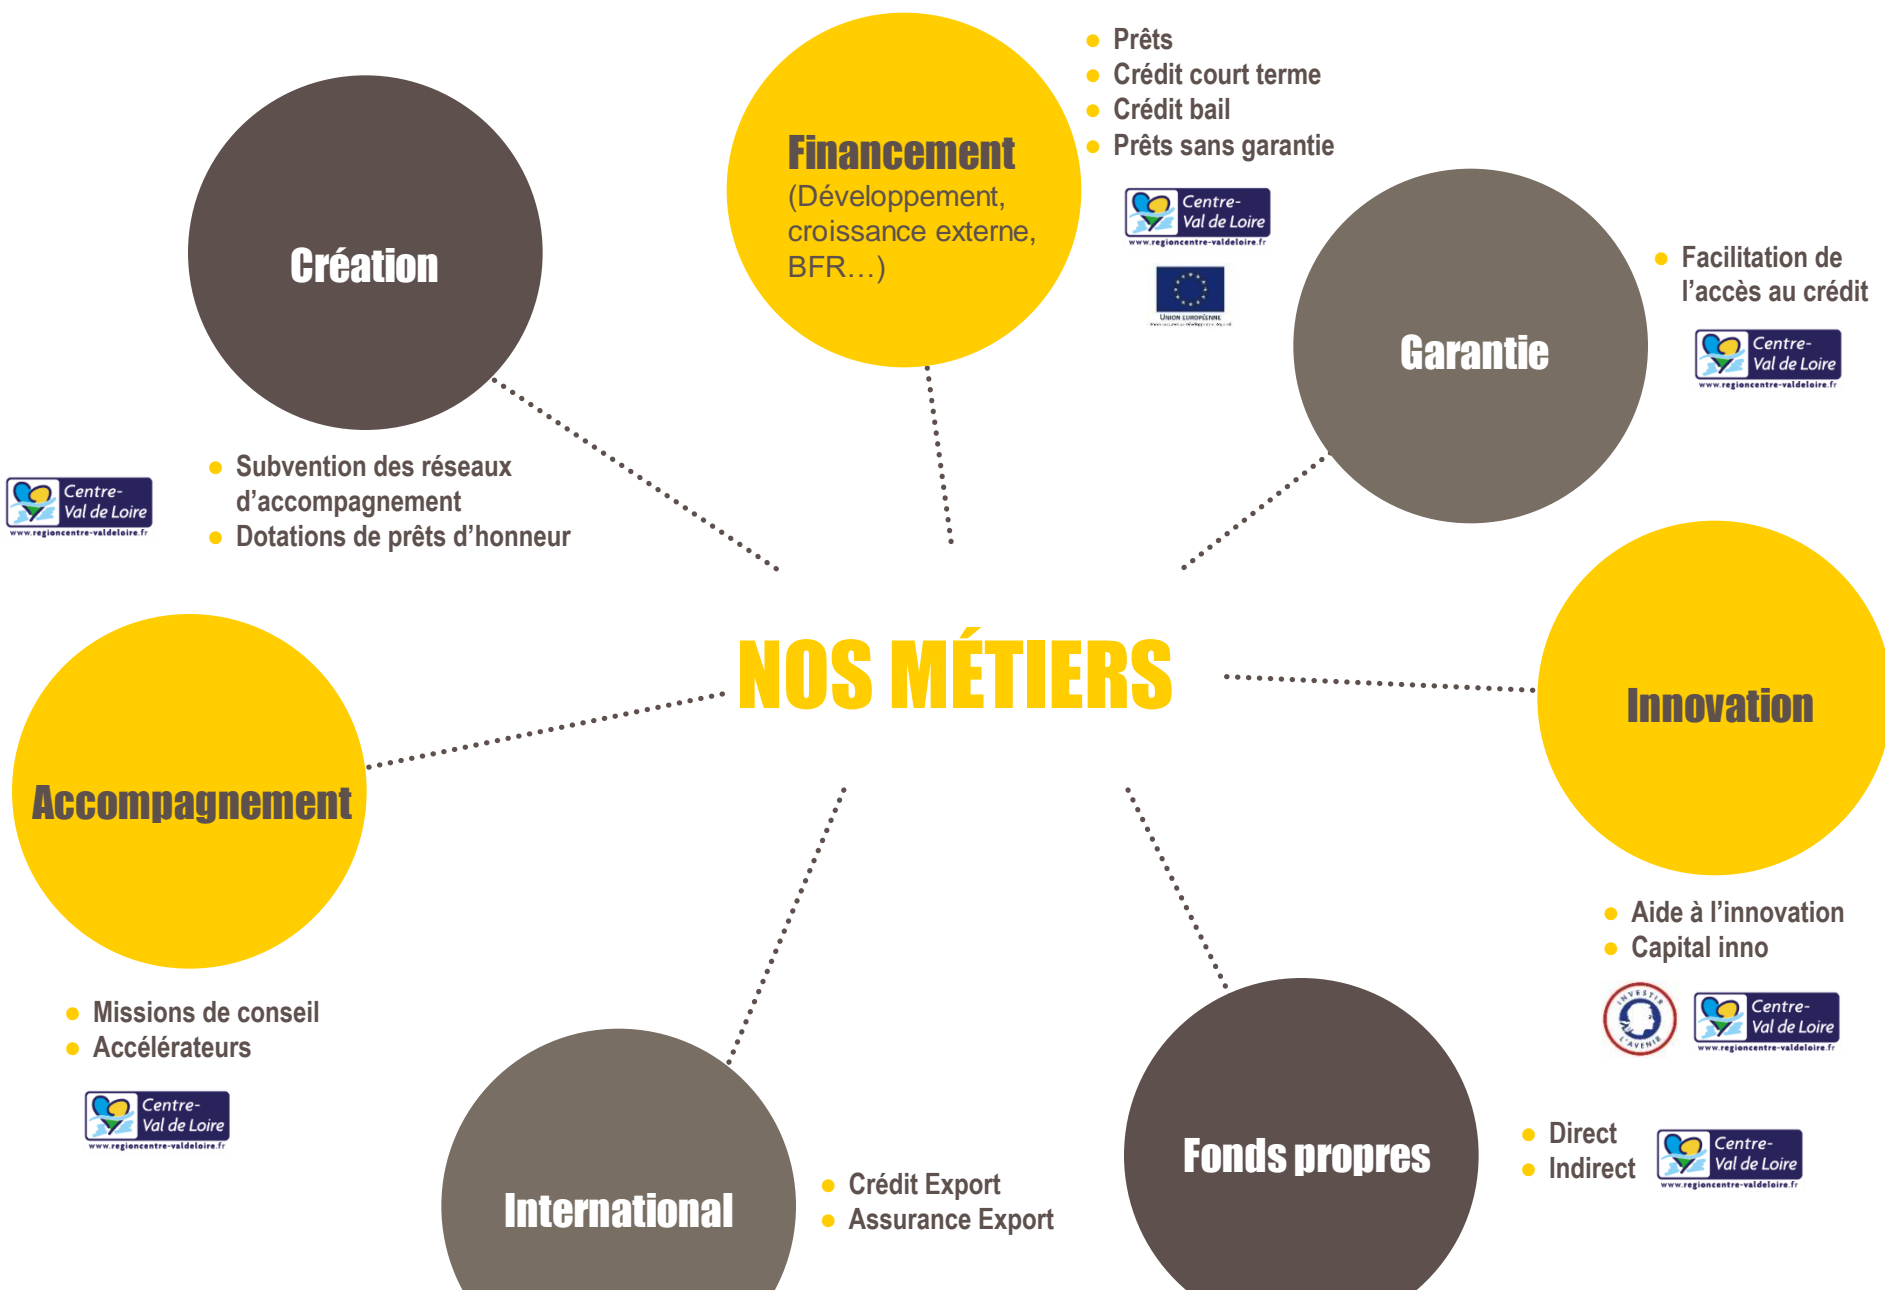 Prêts
Crédit court terme
Crédit bail
Prêts sans garantie
Financement
(Développement,
croissance externe,
BFR…)
Centre-
Val de Loire
www.regioncentre-valdeloire.fr
UNION EUROPÉENNE
Création
Garantie
Facilitation de
l’accès au crédit
Centre-
Val de Loire
www.regioncentre-valdeloire.fr
Subvention des réseaux
d’accompagnement
Dotations de prêts d’honneur
Centre-
Val de Loire
www.regioncentre-valdeloire.fr
NOS MÉTIERS
Innovation
Aide à l’innovation
Capital inno
INVESTIR
L'AVENIR
Centre-
Val de Loire
www.regioncentre-valdeloire.fr
Accompagnement
Missions de conseil
Accélérateurs
Centre-
Val de Loire
www.regioncentre-valdeloire.fr
International
Crédit Export
Assurance Export
Fonds propres
Direct
Indirect
Centre-
Val de Loire
www.regioncentre-valdeloire.fr